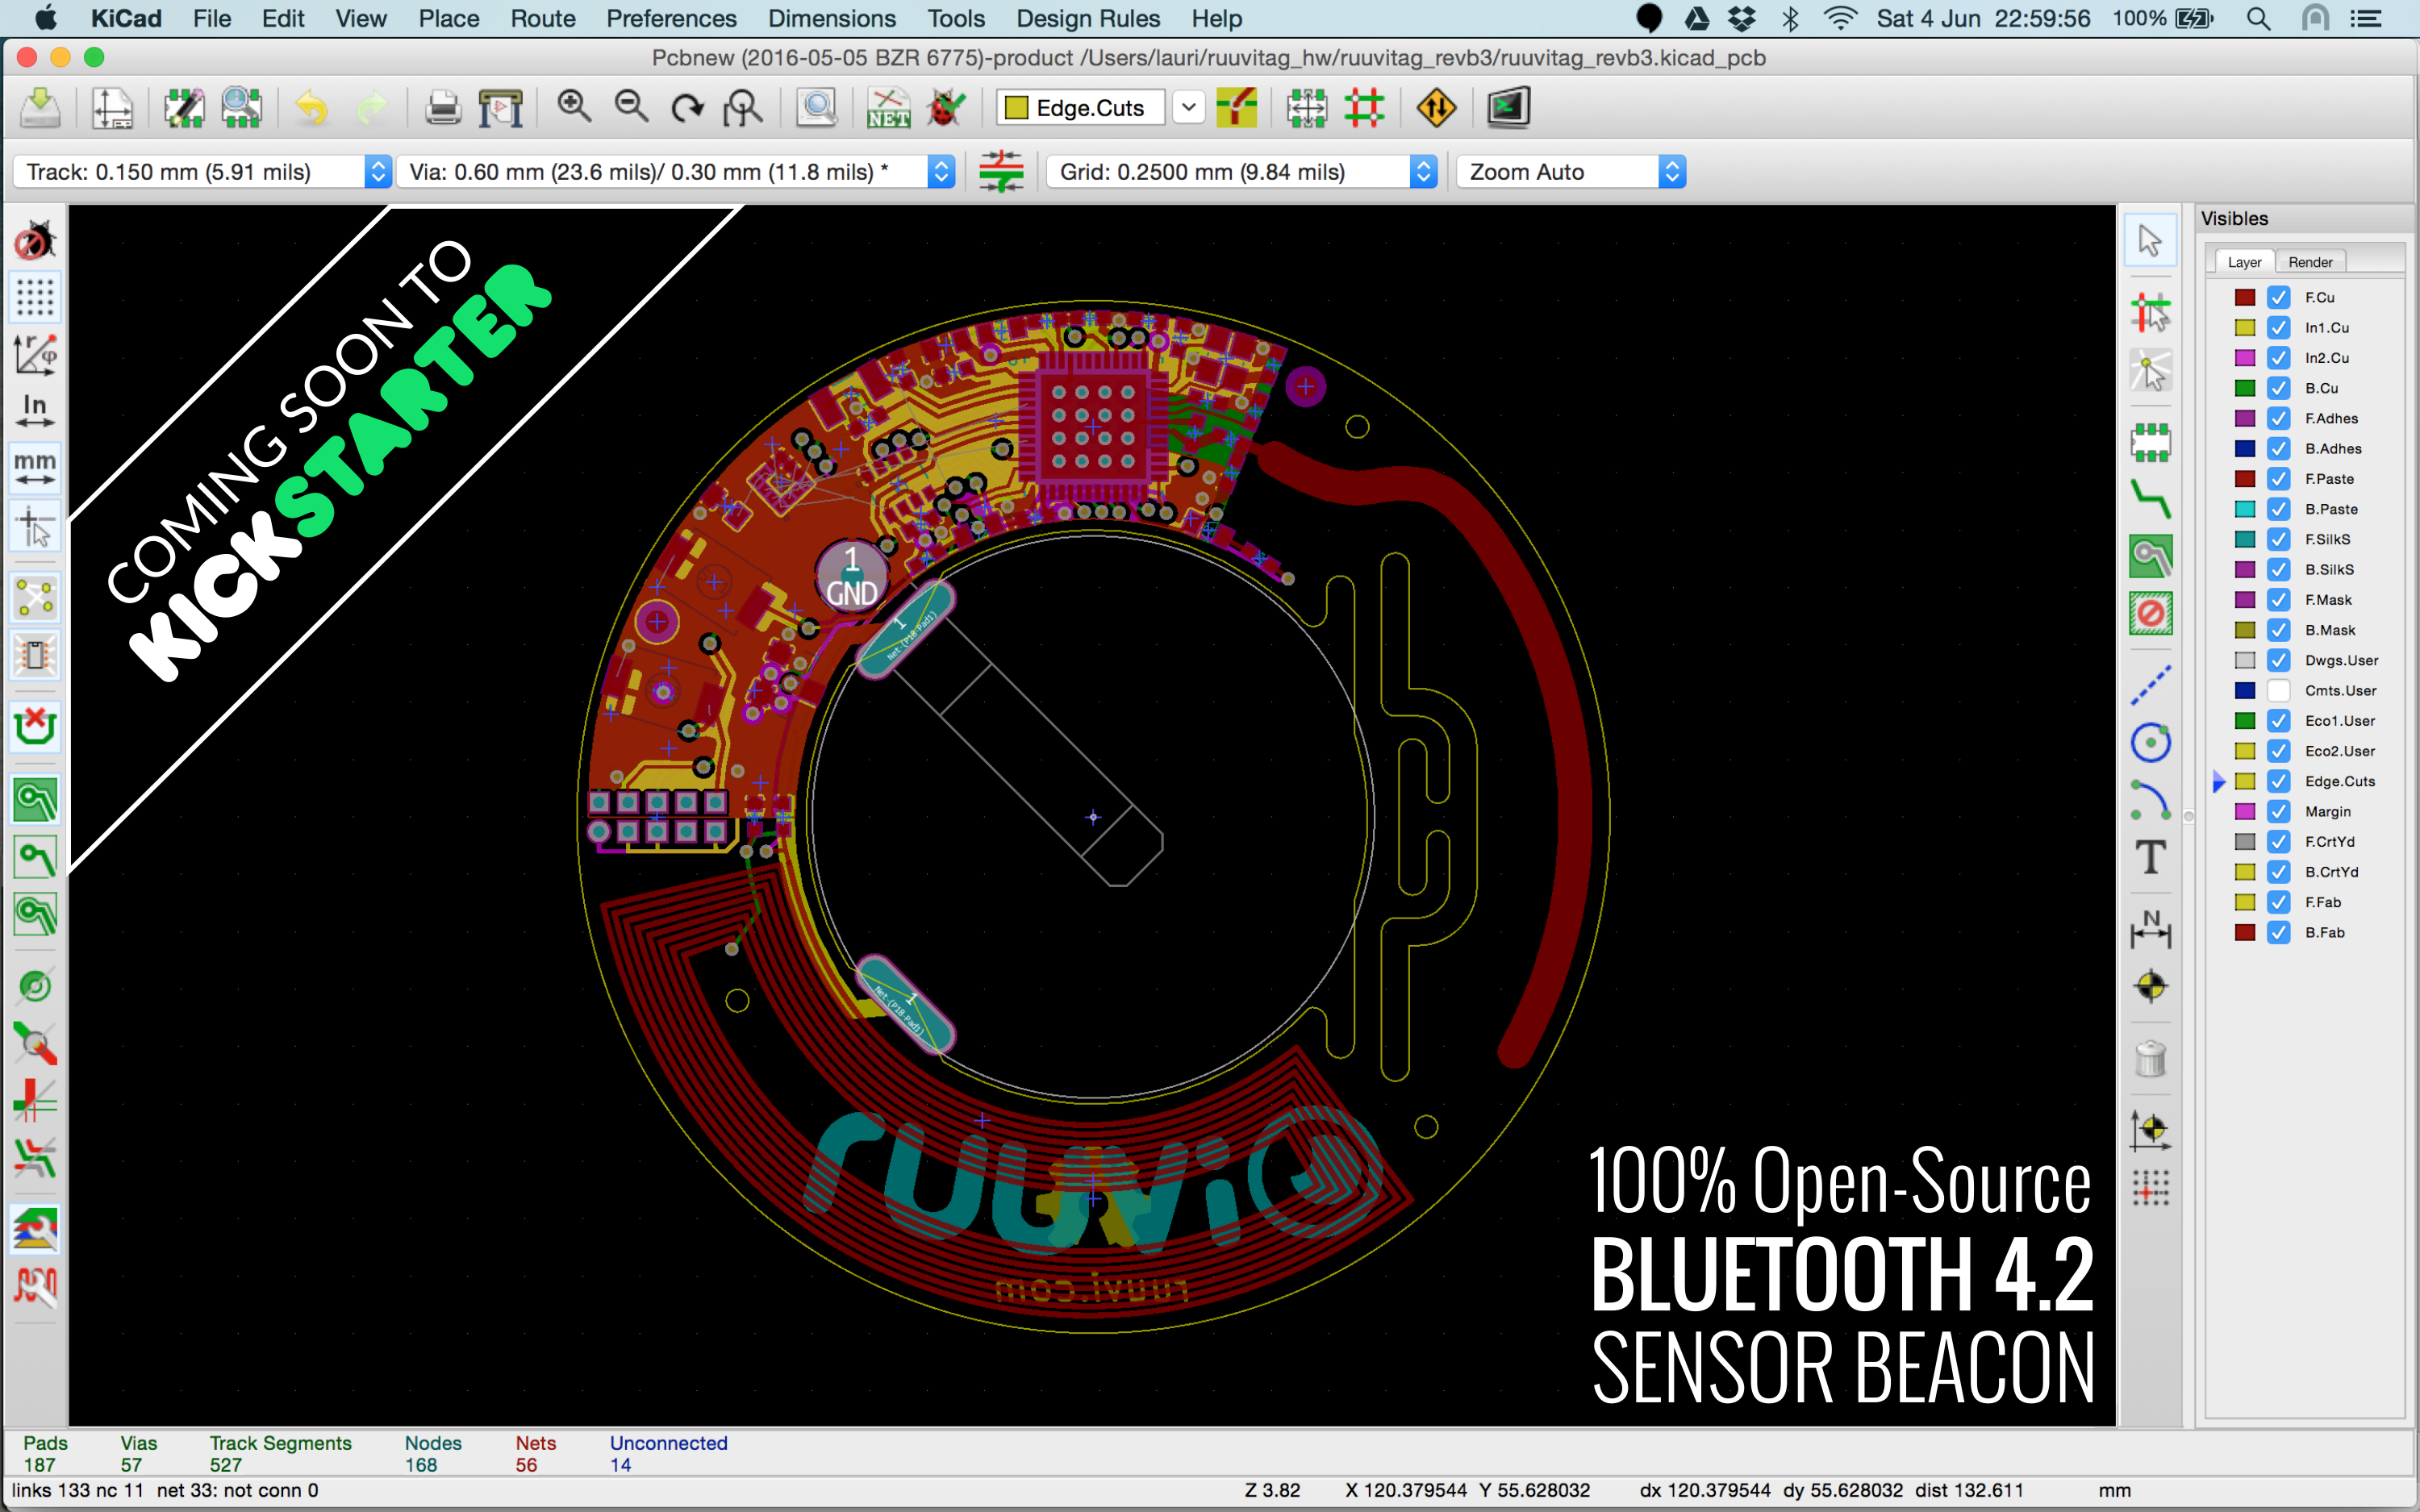 KiCad File Edit View Place Route Preferences Dimensions Tools Design Rules Help Sat 4 Jun 22:59:56 100%
Pcbnew (2016-05-05 BZR 6775)-product /Users/lauri/ruuvitag_hw/ruuvitag_revb3/ruuvitag_revb3.kicad_pcb
NET Edge.Cuts
Track: 0.150 mm (5.91 mils) Via: 0.60 mm (23.6 mils)/ 0.30 mm (11.8 mils) * Grid: 0.2500 mm (9.84 mils) Zoom Auto
In
mm
COMING SOON TO
KICKSTARTER
1
GND
1
Net-(P18-Pad1)
1
Net-(P18-Pad1)
ruuvi
ruuvi.com
100% Open-Source
BLUETOOTH 4.2
SENSOR BEACON
T
N
Visibles
Layer Render
F.Cu
In1.Cu
In2.Cu
B.Cu
F.Adhes
B.Adhes
F.Paste
B.Paste
F.SilkS
B.SilkS
F.Mask
B.Mask
Dwgs.User
Cmts.User
Eco1.User
Eco2.User
Edge.Cuts
Margin
F.CrtYd
B.CrtYd
F.Fab
B.Fab
Pads Vias Track Segments Nodes Nets Unconnected
187 57 527 168 56 14
links 133 nc 11 net 33: not conn 0 Z 3.82 X 120.379544 Y 55.628032 dx 120.379544 dy 55.628032 dist 132.611 mm